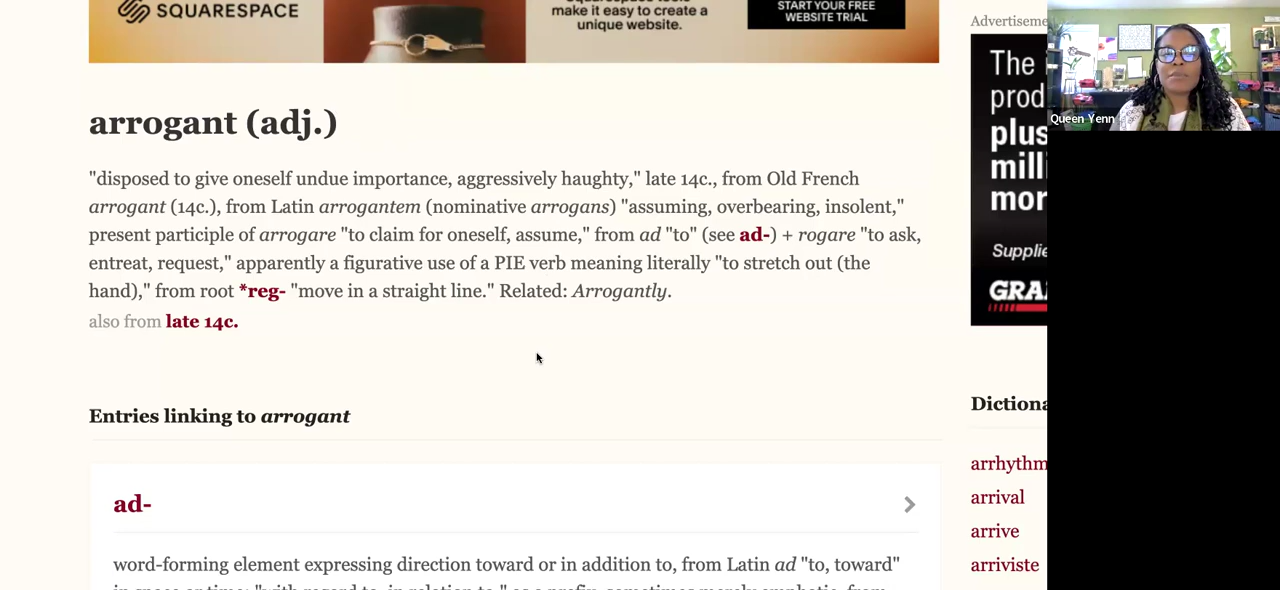 SQUARESPACE
make it easy to create a
unique website.
START YOUR FREE
WEBSITE TRIAL
arrogant (adj.)
"disposed to give oneself undue importance, aggressively haughty," late 14c., from Old French
arrogant (14c.), from Latin arrogantem (nominative arrogans) "assuming, overbearing, insolent,"
present participle of arrogare "to claim for oneself, assume," from ad "to" (see ad-) + rogare "to ask,
entreat, request," apparently a figurative use of a PIE verb meaning literally "to stretch out (the
hand)," from root *reg- "move in a straight line." Related: Arrogantly.
also from late 14c.
Entries linking to arrogant
ad-
word-forming element expressing direction toward or in addition to, from Latin ad "to, toward"
Advertiseme
The
prod
plus
milli
mor
Supplie
GRA
Dictiona
arrhythm
arrival
arrive
arriviste
Queen Yenn